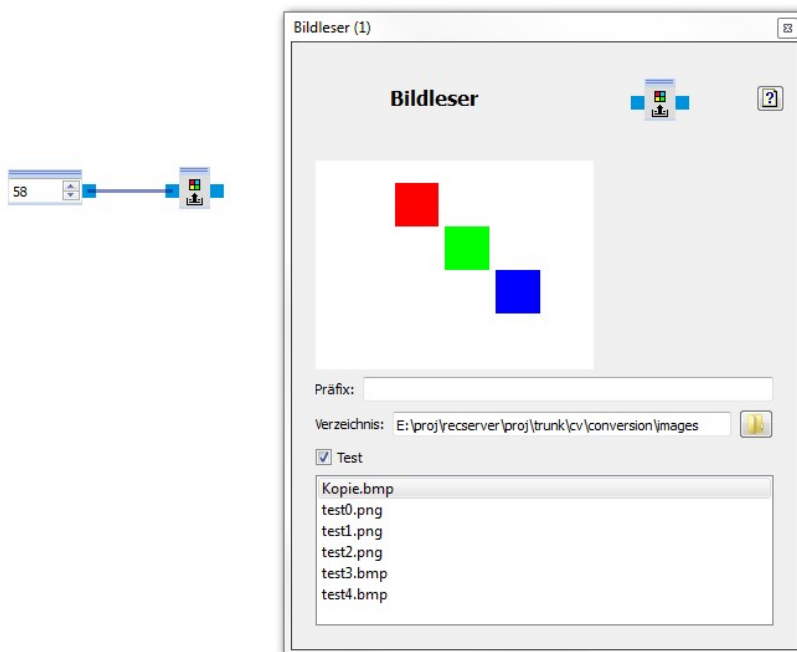 Bildleser (1)
Bildleser
58
Präfix:
Verzeichnis: E:\proj\recserver\proj\trunk\cv\conversion\images
Test
Kopie.bmp
test0.png
test1.png
test2.png
test3.bmp
test4.bmp